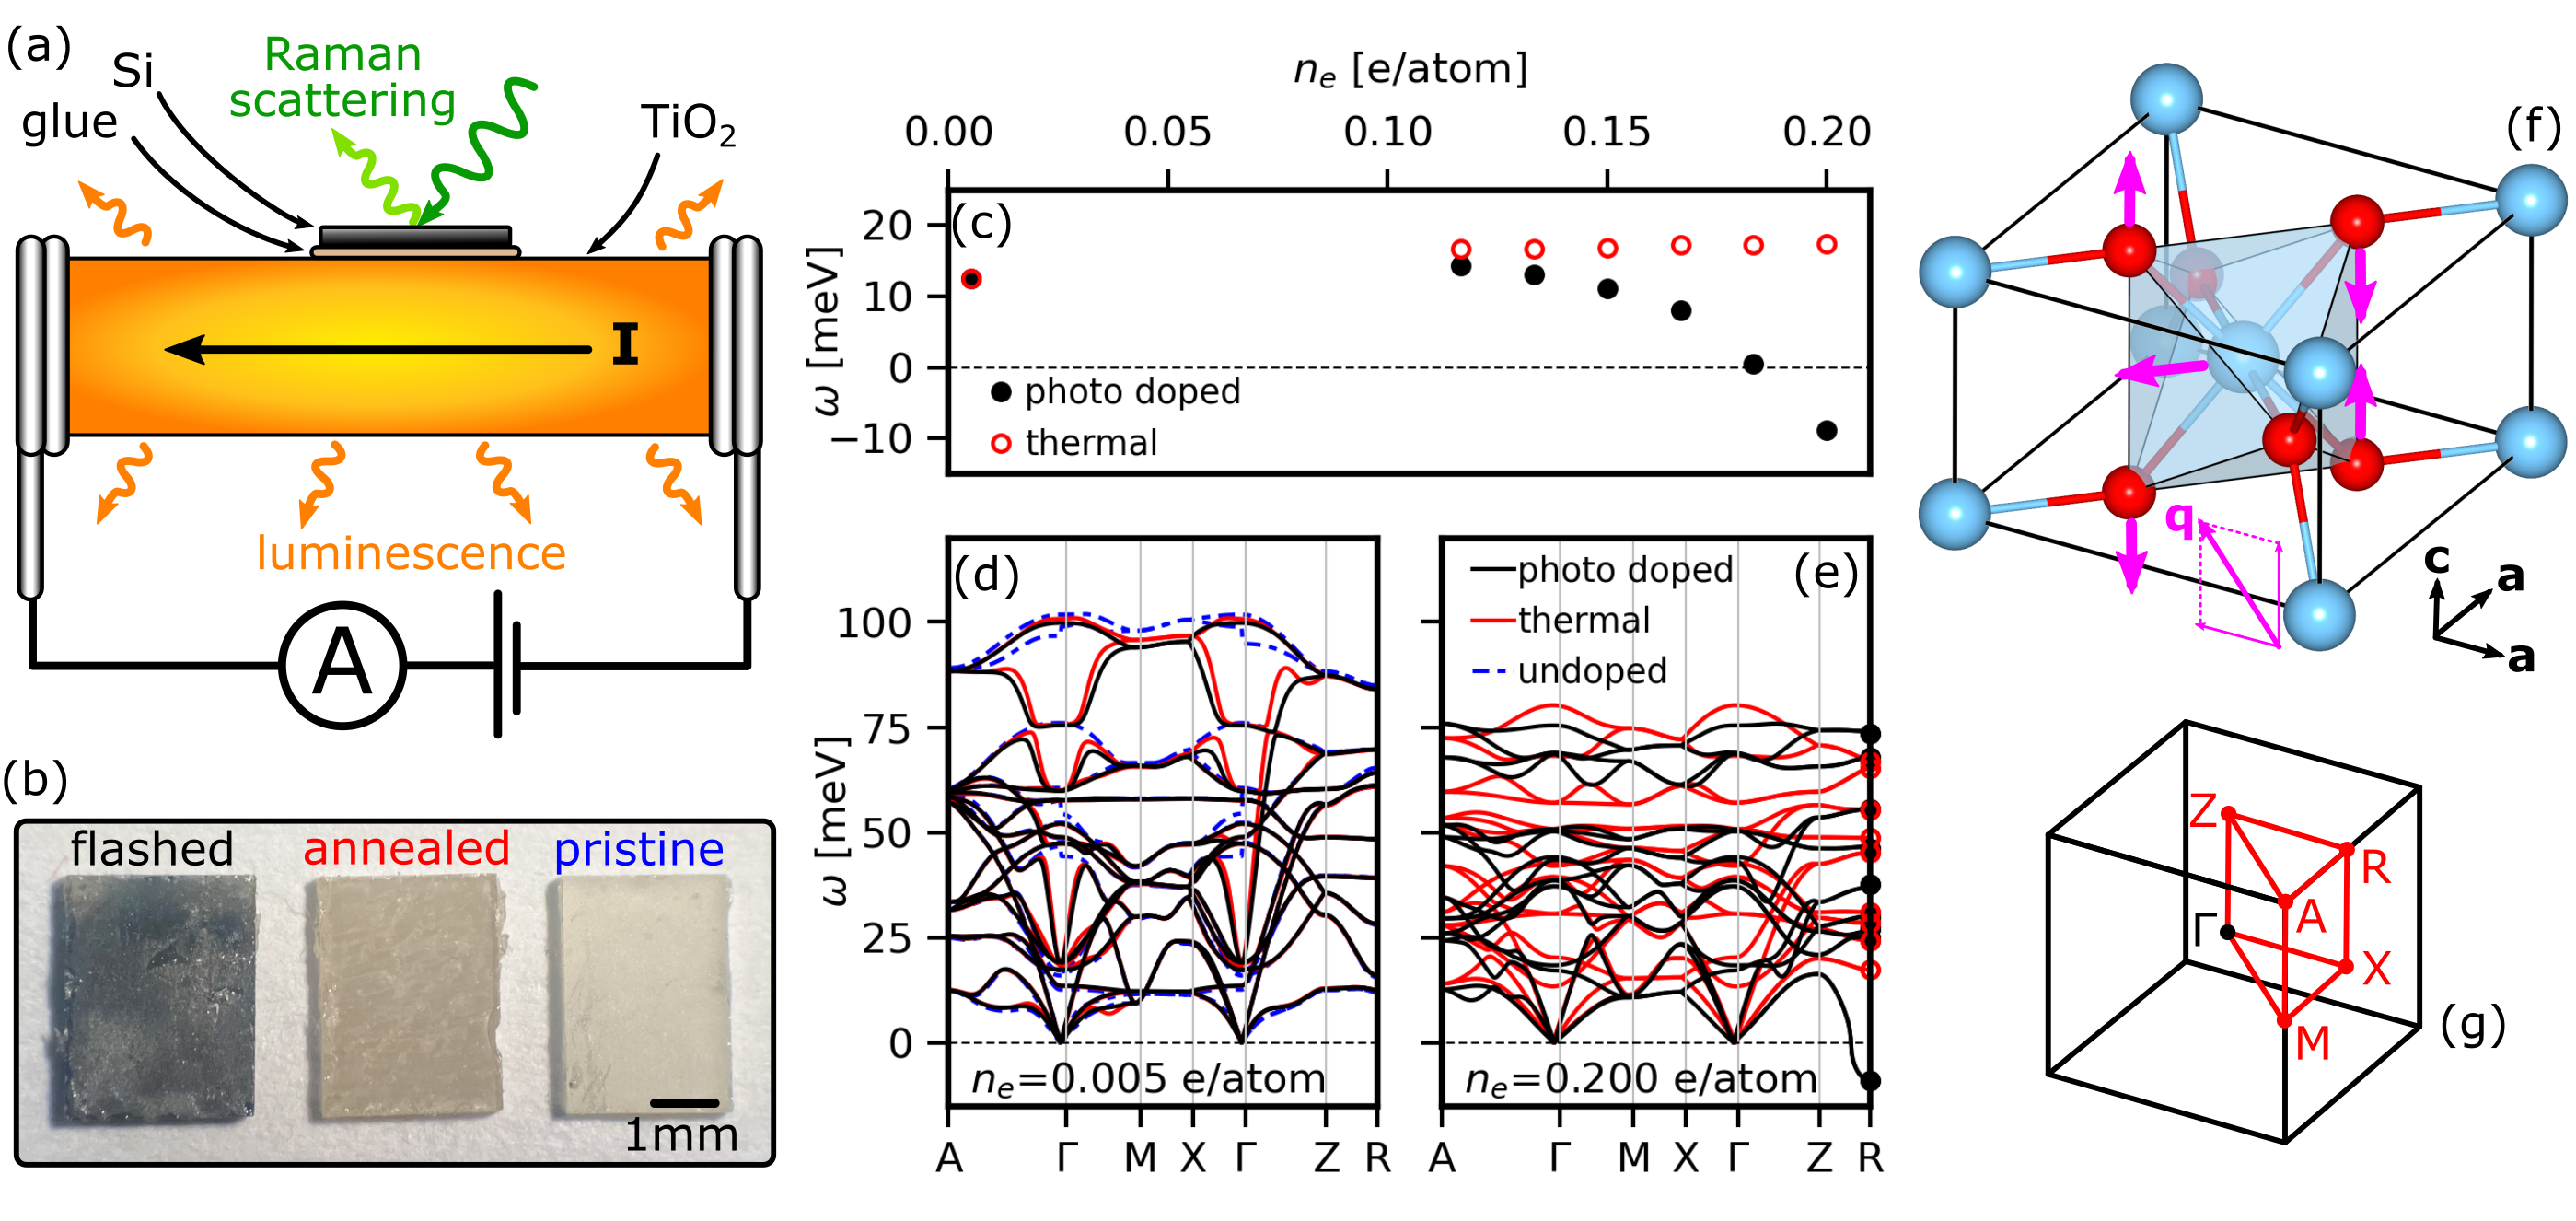 (a)
Si
glue
Raman
scattering
TiO₂
I
luminescence
A
(b)
flashed
annealed
pristine
1mm
nₑ [e/atom]
0.00 0.05 0.10 0.15 0.20
(c)
20
10
0
−10
ω [meV]
photo doped
thermal
(d)
100
75
50
25
0
ω [meV]
nₑ=0.005 e/atom
A Γ M X Γ Z R
(e)
photo doped
thermal
undoped
nₑ=0.200 e/atom
A Γ M X Γ Z R
(f)
q
c
a
a
(g)
Z
R
A
Γ
X
M